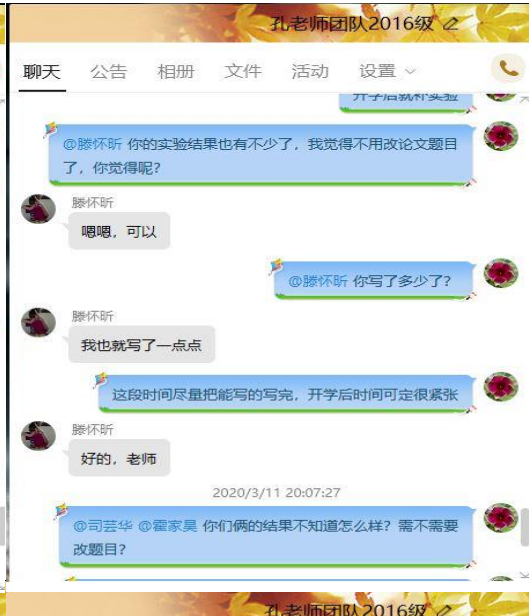 孔老师团队2016级
聊天 公告 相册 文件 活动 设置
开学后就补实验
@滕怀昕 你的实验结果也有不少了，我觉得不用改论文题目
了，你觉得呢？
滕怀昕
嗯嗯，可以
@滕怀昕 你写了多少了？
滕怀昕
我也就写了一点点
这段时间尽量把能写的写完，开学后时间可定很紧张
滕怀昕
好的，老师
2020/3/11 20:07:27
@司芸华 @霍家昊 你们俩的结果不知道怎么样？需不需要
改题目？
孔老师团队2016级